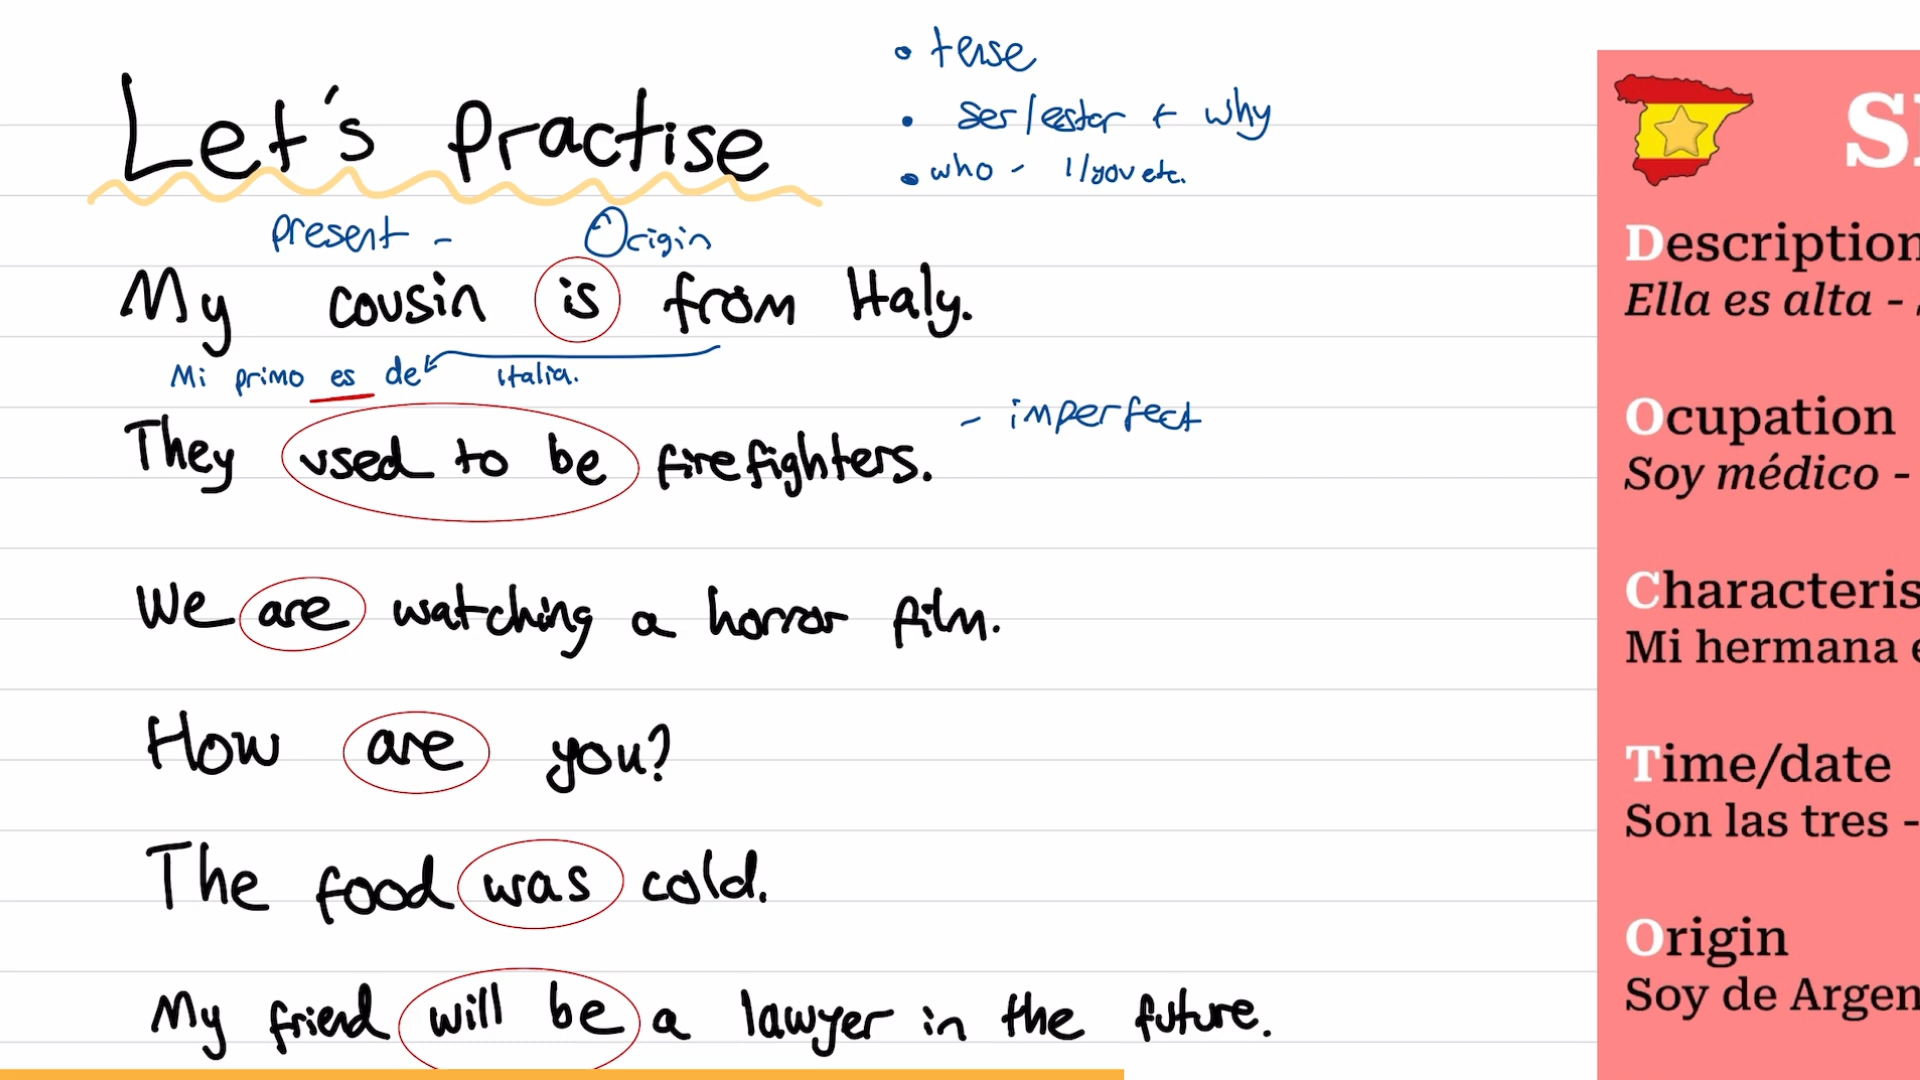 • tense
• ser/estar + why
• who - I/you etc.
Let's practise
present - Origin
My cousin is from Italy.
Mi primo es de Italia.
- imperfect
They used to be firefighters.
We are watching a horror film.
How are you?
The food was cold.
My friend will be a lawyer in the future.
Description
Ella es alta -
Ocupation
Soy médico -
Characteris
Mi hermana e
Time/date
Son las tres -
Origin
Soy de Argen